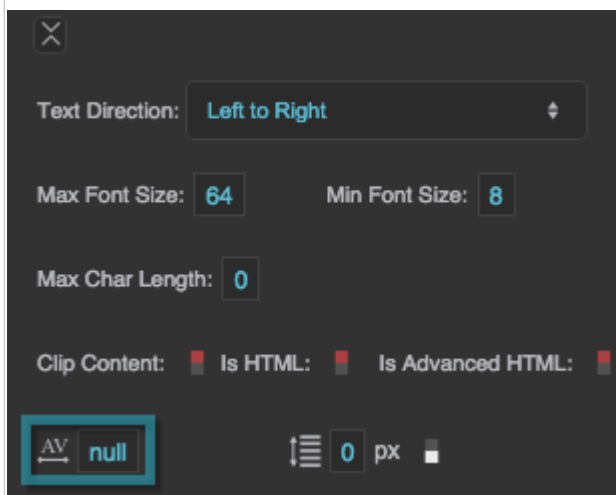 Text Direction: Left to Right
Max Font Size: 64 Min Font Size: 8
Max Char Length: 0
Clip Content: Is HTML: Is Advanced HTML:
AV null 0 px